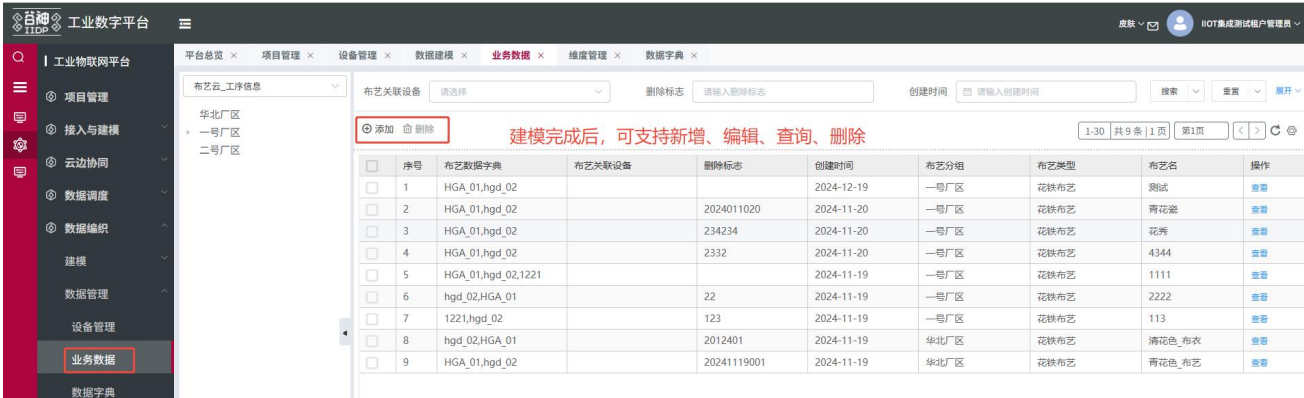 谷神 IIDP 工业数字平台 皮肤 IIOT集成测试租户管理员
工业物联网平台
项目管理
接入与建模
云边协同
数据调度
数据编织
建模
数据管理
设备管理
业务数据
数据字典
平台总览 × 项目管理 × 设备管理 × 数据建模 × 业务数据 × 维度管理 × 数据字典 ×
布艺云_工序信息
华北厂区
一号厂区
二号厂区
布艺关联设备 请选择 删除标志 请输入删除标志 创建时间 请输入创建时间 搜索 重置 展开
添加 删除 建模完成后，可支持新增、编辑、查询、删除 1-30 共9条 1页 第1页
序号 布艺数据字典 布艺关联设备 删除标志 创建时间 布艺分组 布艺类型 布艺名 操作
1 HGA_01,hgd_02 2024-12-19 一号厂区 花轶布艺 测试 查看
2 HGA_01,hgd_02 2024011020 2024-11-20 一号厂区 花轶布艺 青花瓷 查看
3 HGA_01,hgd_02 234234 2024-11-20 一号厂区 花轶布艺 花秀 查看
4 HGA_01,hgd_02 2332 2024-11-20 一号厂区 花轶布艺 4344 查看
5 HGA_01,hgd_02,1221 2024-11-19 一号厂区 花轶布艺 1111 查看
6 hgd_02,HGA_01 22 2024-11-19 一号厂区 花轶布艺 2222 查看
7 1221,hgd_02 123 2024-11-19 一号厂区 花轶布艺 113 查看
8 hgd_02,HGA_01 2012401 2024-11-19 华北厂区 花轶布艺 清花色_布衣 查看
9 HGA_01,hgd_02 20241119001 2024-11-19 华北厂区 花轶布艺 青花色_布艺 查看